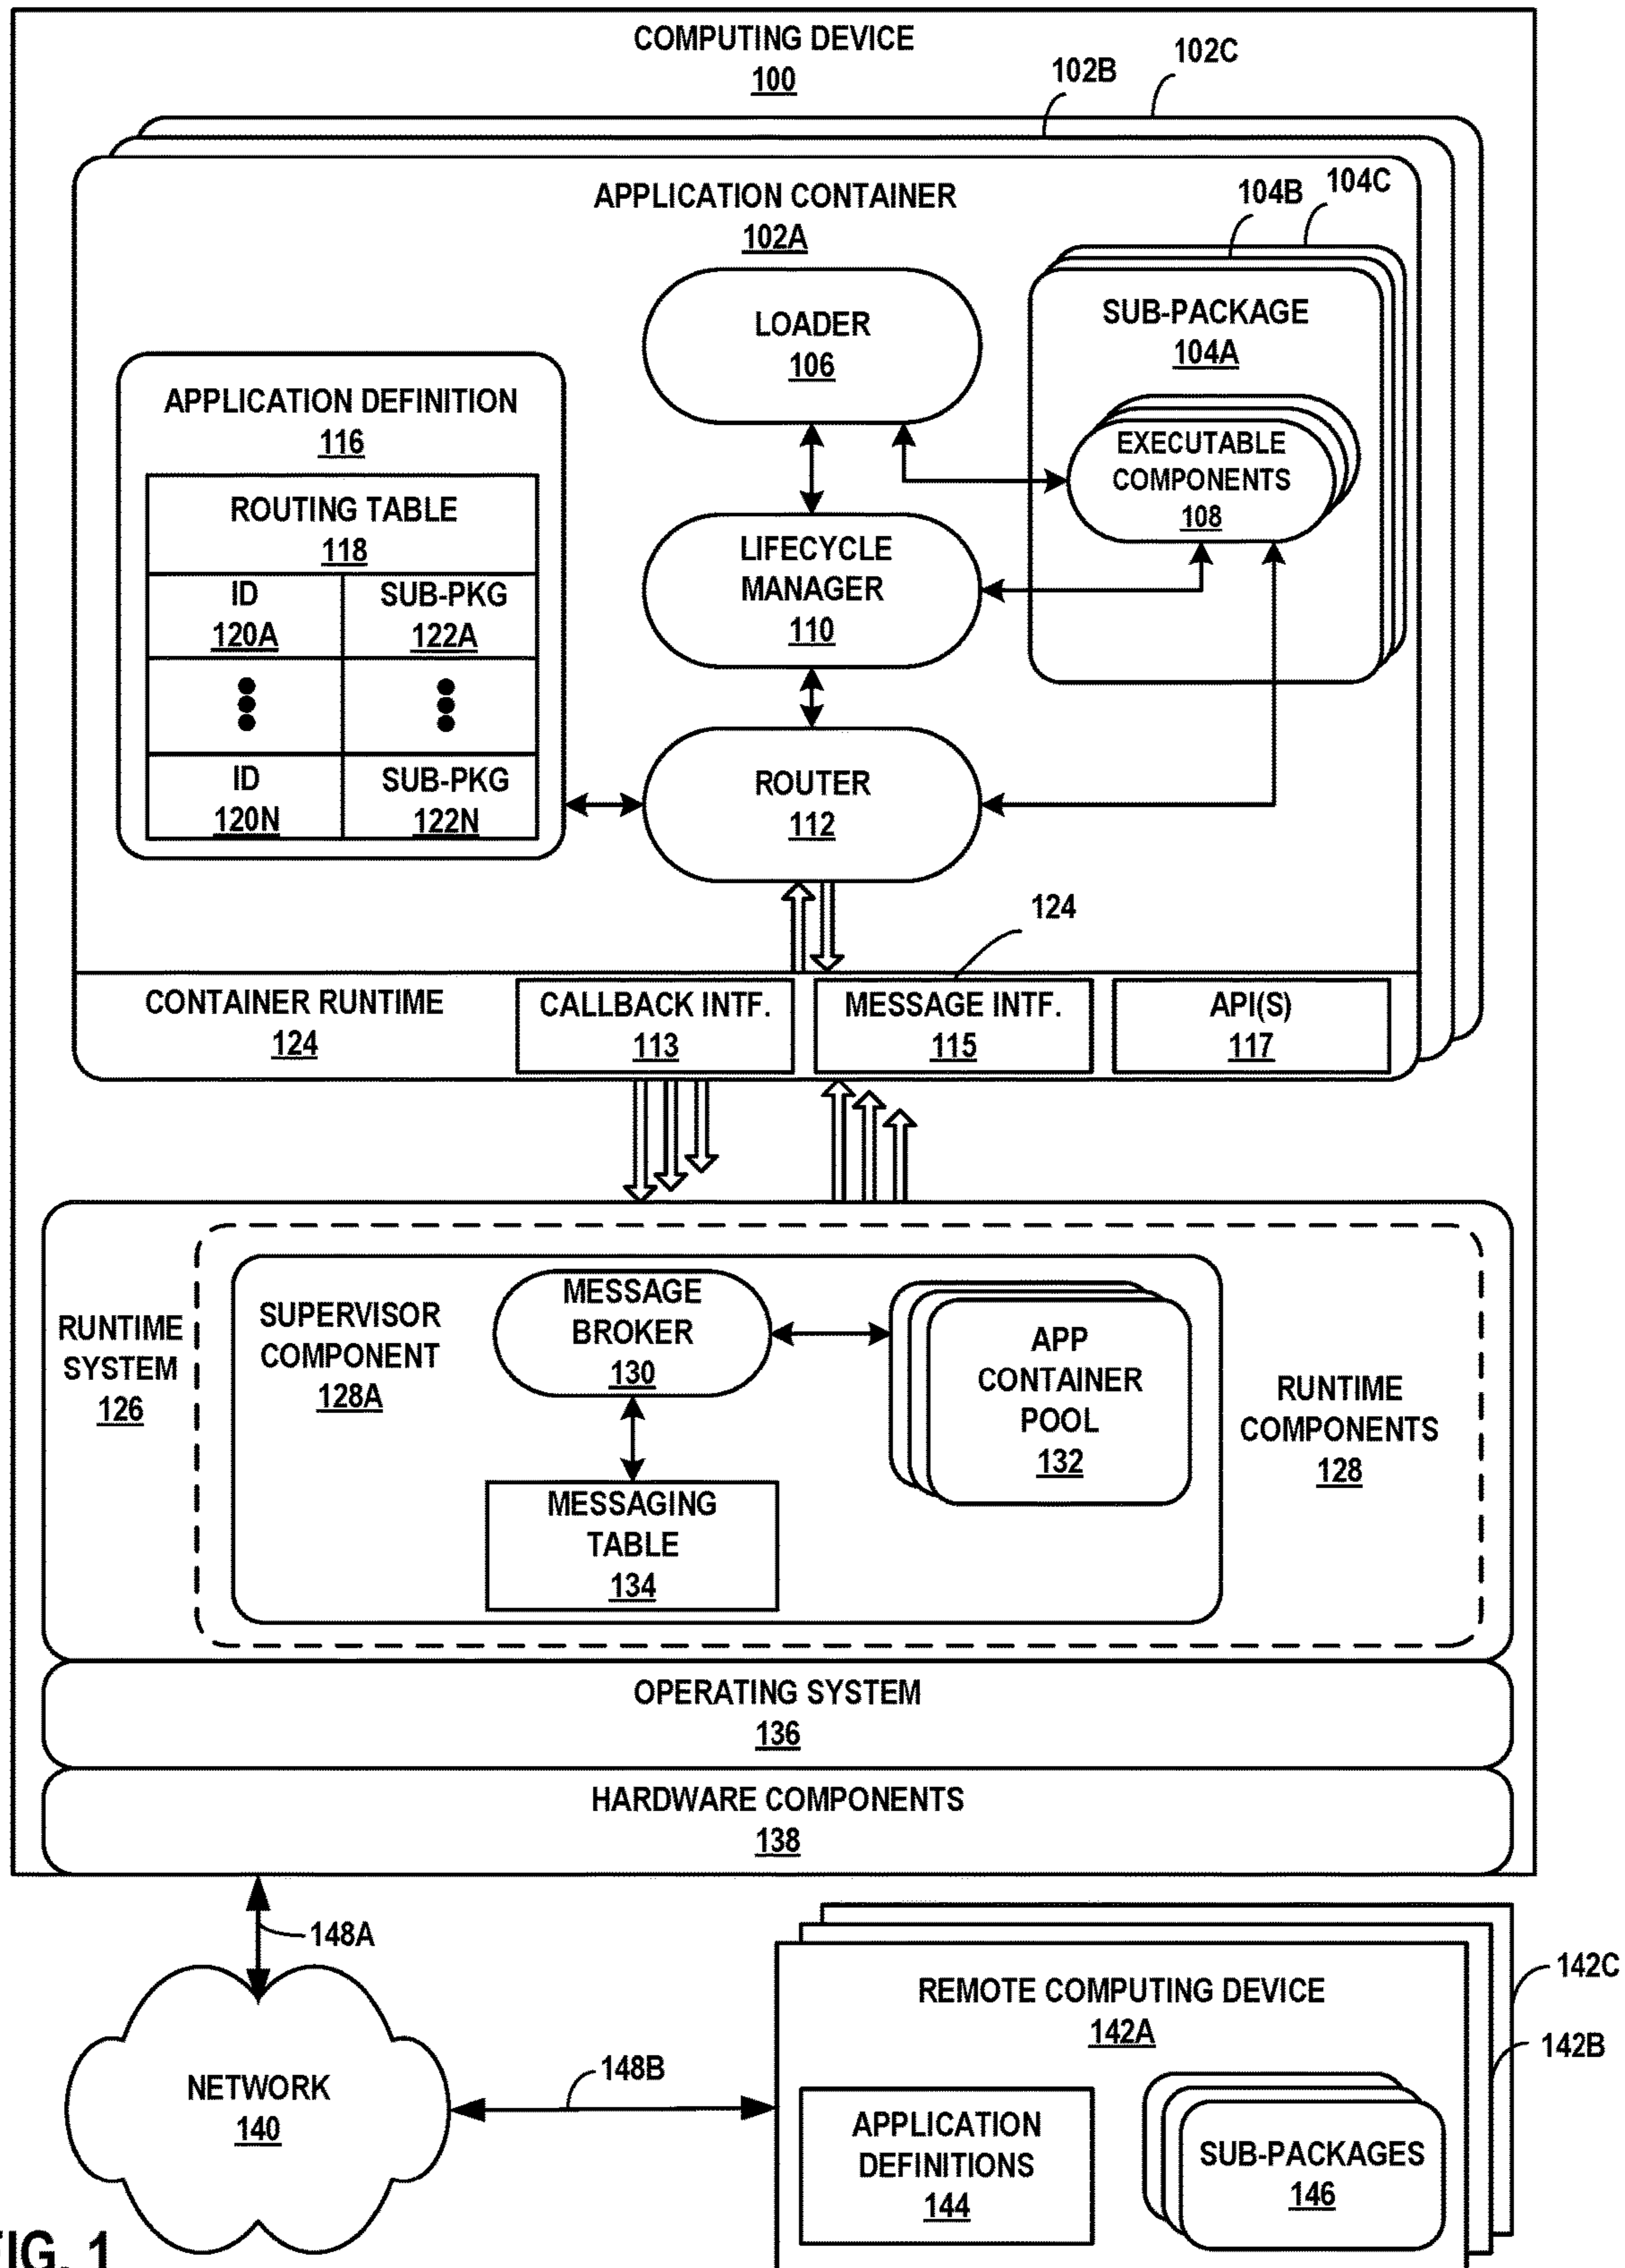 COMPUTING DEVICE
100
102C
102B
APPLICATION CONTAINER
102A
104C
104B
LOADER
106
SUB-PACKAGE
104A
EXECUTABLE
COMPONENTS
108
APPLICATION DEFINITION
116
ROUTING TABLE
118
ID
120A
SUB-PKG
122A
ID
120N
SUB-PKG
122N
LIFECYCLE
MANAGER
110
ROUTER
112
124
CONTAINER RUNTIME
124
CALLBACK INTF.
113
MESSAGE INTF.
115
API(S)
117
RUNTIME
SYSTEM
126
SUPERVISOR
COMPONENT
128A
MESSAGE
BROKER
130
APP
CONTAINER
POOL
132
MESSAGING
TABLE
134
RUNTIME
COMPONENTS
128
OPERATING SYSTEM
136
HARDWARE COMPONENTS
138
148A
NETWORK
140
148B
REMOTE COMPUTING DEVICE
142A
142C
142B
APPLICATION
DEFINITIONS
144
SUB-PACKAGES
146
FIG. 1